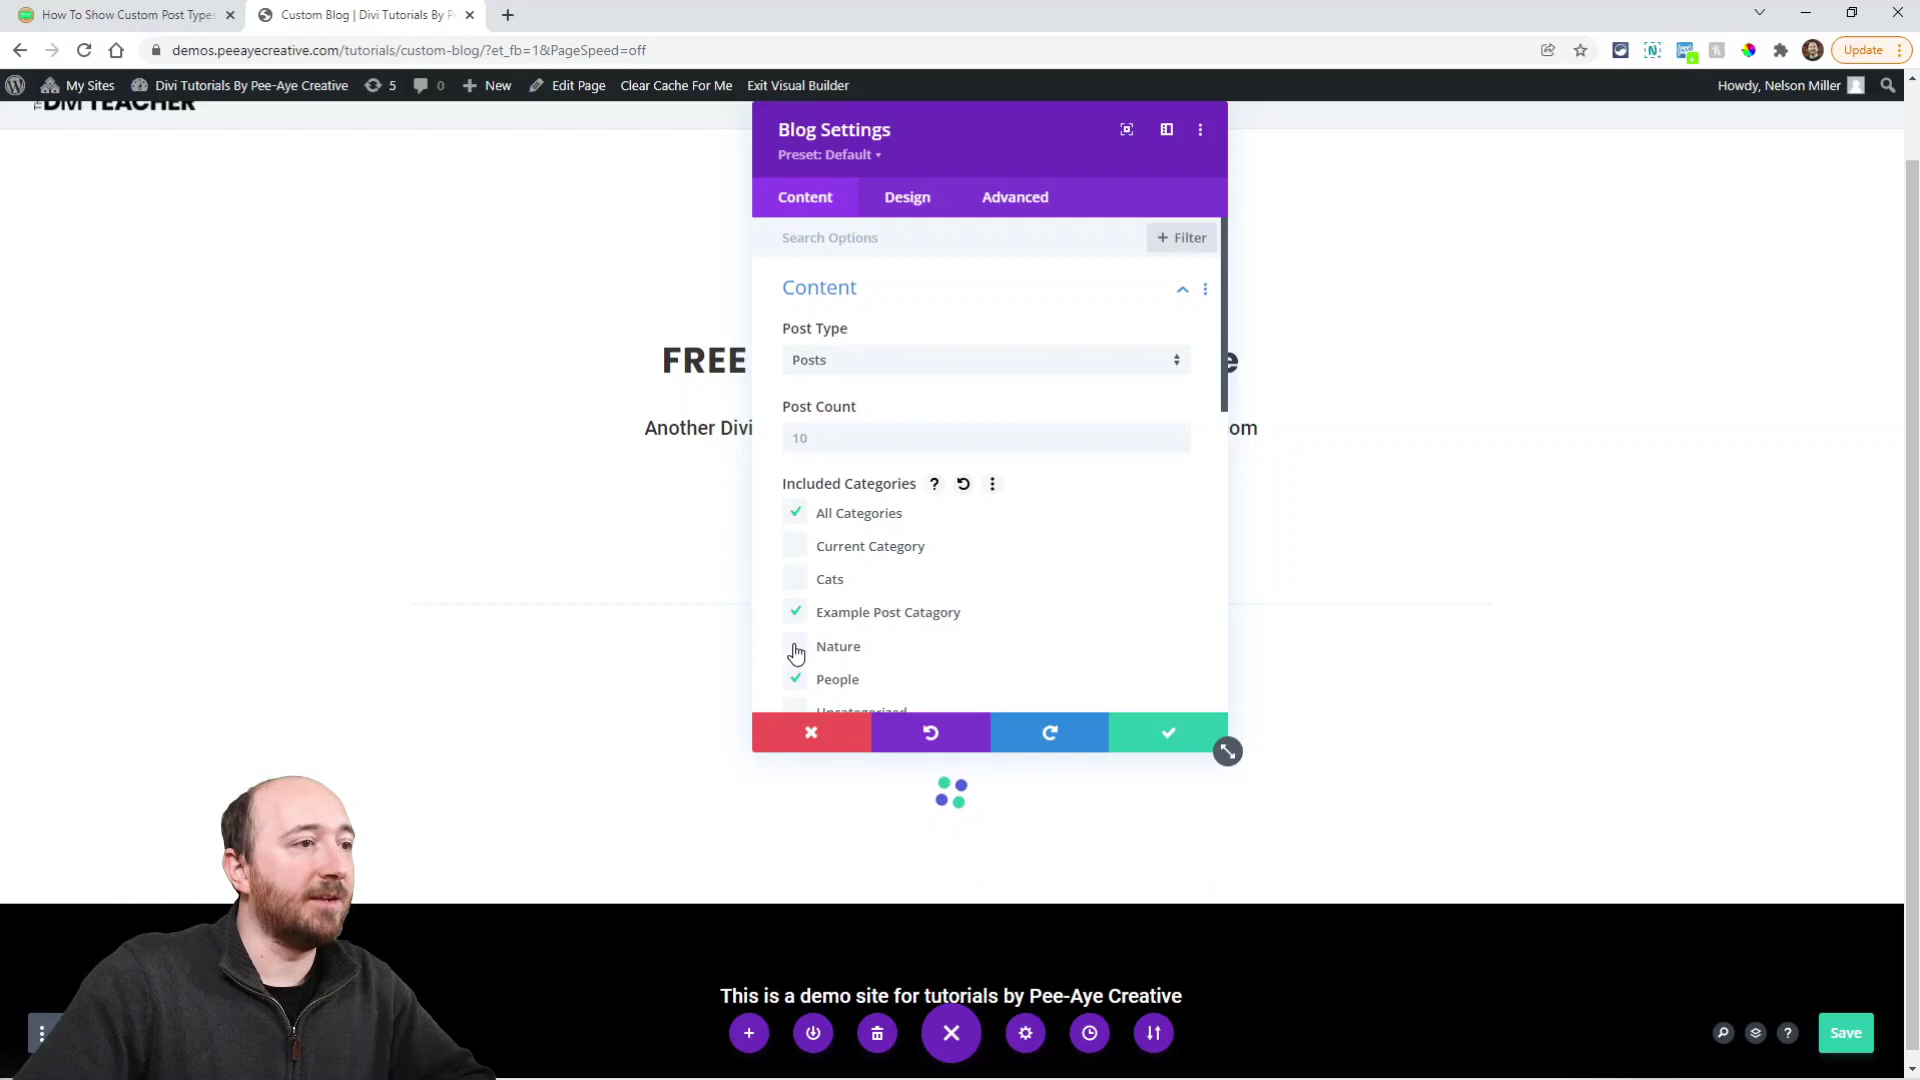 How To Show Custom Post Types
Custom Blog | Divi Tutorials By P
demos.peeayecreative.com/tutorials/custom-blog/?et_fb=1&PageSpeed=off
Update
My Sites
Divi Tutorials By Pee-Aye Creative
5
0
New
Edit Page
Clear Cache For Me
Exit Visual Builder
Howdy, Nelson Miller
DM TEACHER
Blog Settings
Preset: Default
Content
Design
Advanced
Search Options
+ Filter
Content
Post Type
Posts
FREE
e
Post Count
Another Divi
om
10
Included Categories
?
All Categories
Current Category
Cats
Example Post Catagory
Nature
People
Uncategorized
This is a demo site for tutorials by Pee-Aye Creative
?
Save